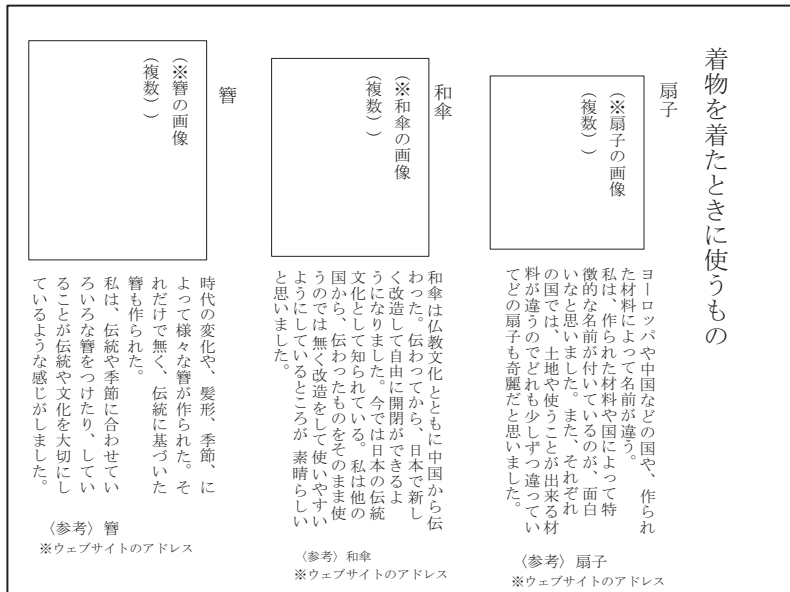 着物を着たときに使うもの
扇子
(※扇子の画像
(複数))
ヨーロッパや中国などの国や、作られ
た材料によって名前が違う。
私は、作られた材料や国によって特
徴的な名前が付いているのが、面白
いなと思いました。また、それぞれ
の国では、土地や使うことが出来る材
料が違うのでどれも少しずつ違ってい
てどの扇子も奇麗だと思いました。
〈参考〉扇子
※ウェブサイトのアドレス
和傘
(※和傘の画像
(複数))
和傘は仏教文化とともに中国から伝
わった。伝わってから、日本で新し
く改造して自由に開閉ができるよ
うになりました。今では日本の伝統
文化として知られている。私は他の
国から、伝わったものをそのまま使
うのでは無く改造をして使いやすい
ようにしているところが 素晴らしい
と思いました。
〈参考〉和傘
※ウェブサイトのアドレス
簪
(※簪の画像
(複数))
時代の変化や、髪形、季節、に
よって様々な簪が作られた。そ
れだけで無く、伝統に基づいた
簪も作られた。
私は、伝統や季節に合わせてい
ろいろな簪をつけたり、してい
ることが伝統や文化を大切にし
ているような感じがしました。
〈参考〉簪
※ウェブサイトのアドレス